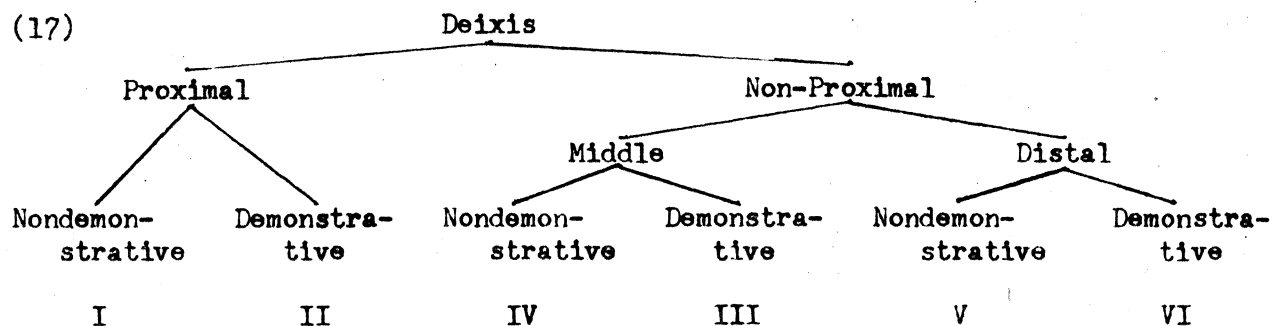 (17) Deixis
Proximal Non-Proximal
Middle Distal
Nondemon- Demonstra- Nondemon- Demonstra- Nondemon- Demonstra-
strative tive strative tive strative tive
I II IV III V VI